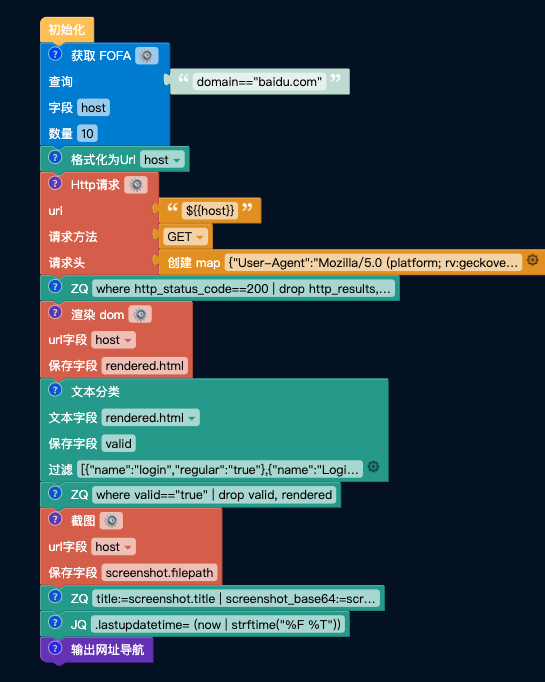 初始化
获取 FOFA
查询 “ domain=="baidu.com" ”
字段 host
数量 10
格式化为Url host
Http请求
url “ ${{host}} ”
请求方法 GET
请求头 创建 map {"User-Agent":"Mozilla/5.0 (platform; rv:geckove...
ZQ where http_status_code==200 | drop http_results,...
渲染 dom
url字段 host
保存字段 rendered.html
文本分类
文本字段 rendered.html
保存字段 valid
过滤 [{"name":"login","regular":"true"},{"name":"Logi...
ZQ where valid=="true" | drop valid, rendered
截图
url字段 host
保存字段 screenshot.filepath
ZQ title:=screenshot.title | screenshot_base64:=scr...
JQ .lastupdatetime= (now | strftime("%F %T"))
输出网址导航